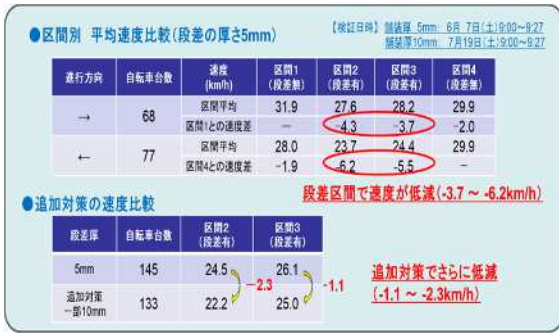 ●区間別 平均速度比較(段差の厚さ5mm)
【検証日時】 舗装厚 5mm: 6月 7日(土)9:00~9:27
舗装厚10mm: 7月19日(土)9:00~9:27
進行方向 自転車台数 速度(km/h) 区間1(段差無) 区間2(段差有) 区間3(段差有) 区間4(段差無)
→ 68 区間平均 31.9 27.6 28.2 29.9
区間1との速度差 — -4.3 -3.7 -2.0
← 77 区間平均 28.0 23.7 24.4 29.9
区間4との速度差 -1.9 -6.2 -5.5 -
段差区間で速度が低減(-3.7 ~ -6.2km/h)
●追加対策の速度比較
段差厚 自転車台数 区間2(段差有) 区間3(段差有)
5mm 145 24.5 26.1
-2.3 -1.1
追加対策一部10mm 133 22.2 25.0
追加対策でさらに低減
(-1.1 ~ -2.3km/h)